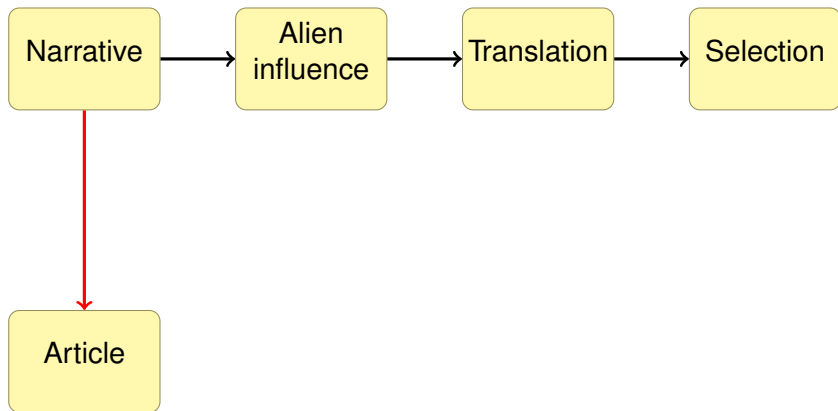 Narrative
Alien
influence
Translation
Selection
Article